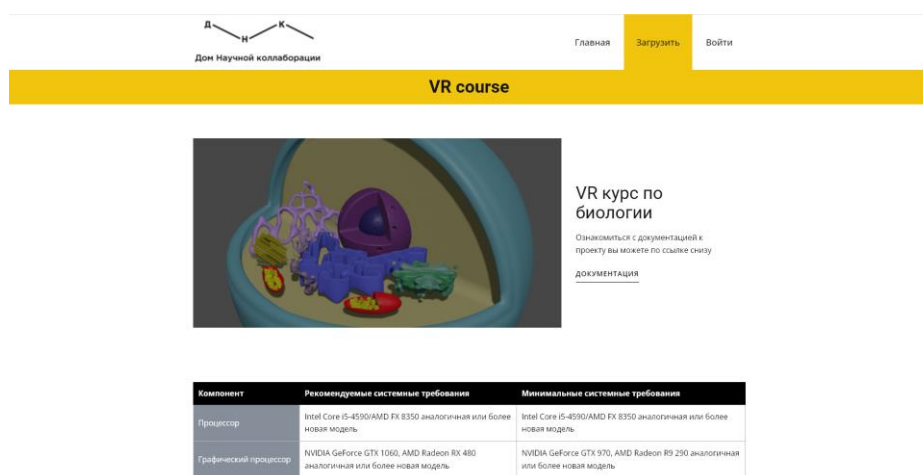 Д Н К
Дом Научной коллаборации
Главная Загрузить Войти
VR course
VR курс по
биологии
Ознакомиться с документацией к
проекту вы можете по ссылке снизу
ДОКУМЕНТАЦИЯ
Компонент Рекомендуемые системные требования Минимальные системные требования
Процессор Intel Core i5-4590/AMD FX 8350 аналогичная или более Intel Core i5-4590/AMD FX 8350 аналогичная или более
новая модель новая модель
Графический процессор NVIDIA GeForce GTX 1060, AMD Radeon RX 480 NVIDIA GeForce GTX 970, AMD Radeon R9 290 аналогичная
аналогичная или более новая модель или более новая модель